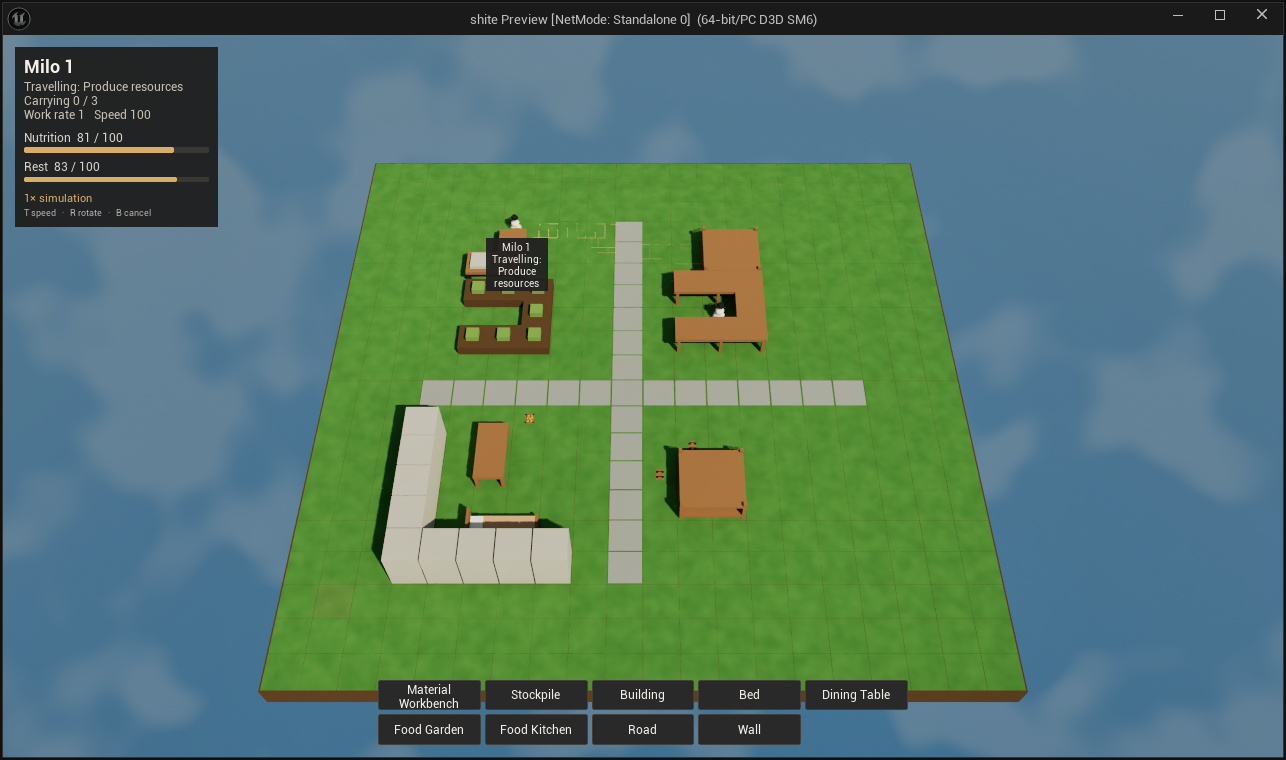 shite Preview [NetMode: Standalone 0]  (64-bit/PC D3D SM6)
Milo 1
Travelling: Produce resources
Carrying 0 / 3
Work rate 1   Speed 100
Nutrition  81 / 100
Rest  83 / 100
1× simulation
T speed  ·  R rotate  ·  B cancel
Milo 1
Travelling:
Produce
resources
Material
Workbench
Stockpile
Building
Bed
Dining Table
Food Garden
Food Kitchen
Road
Wall